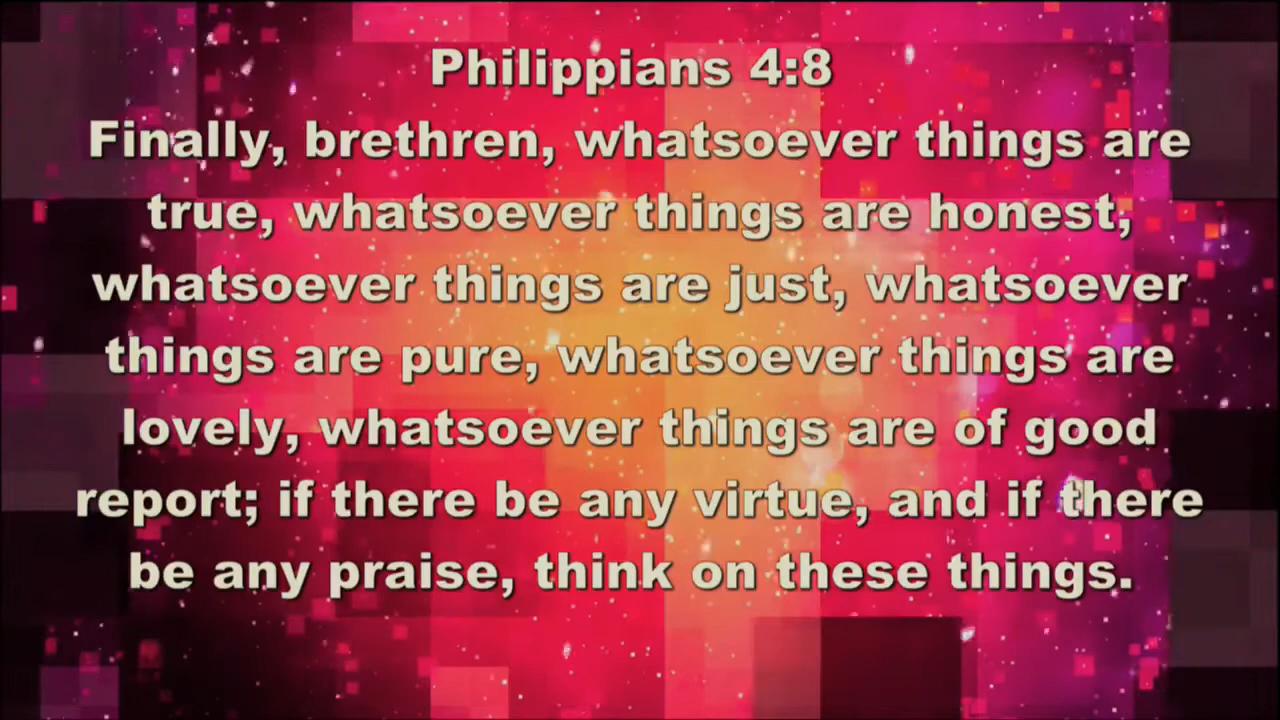 Philippians 4:8
Finally, brethren, whatsoever things are
true, whatsoever things are honest,
whatsoever things are just, whatsoever
things are pure, whatsoever things are
lovely, whatsoever things are of good
report; if there be any virtue, and if there
be any praise, think on these things.